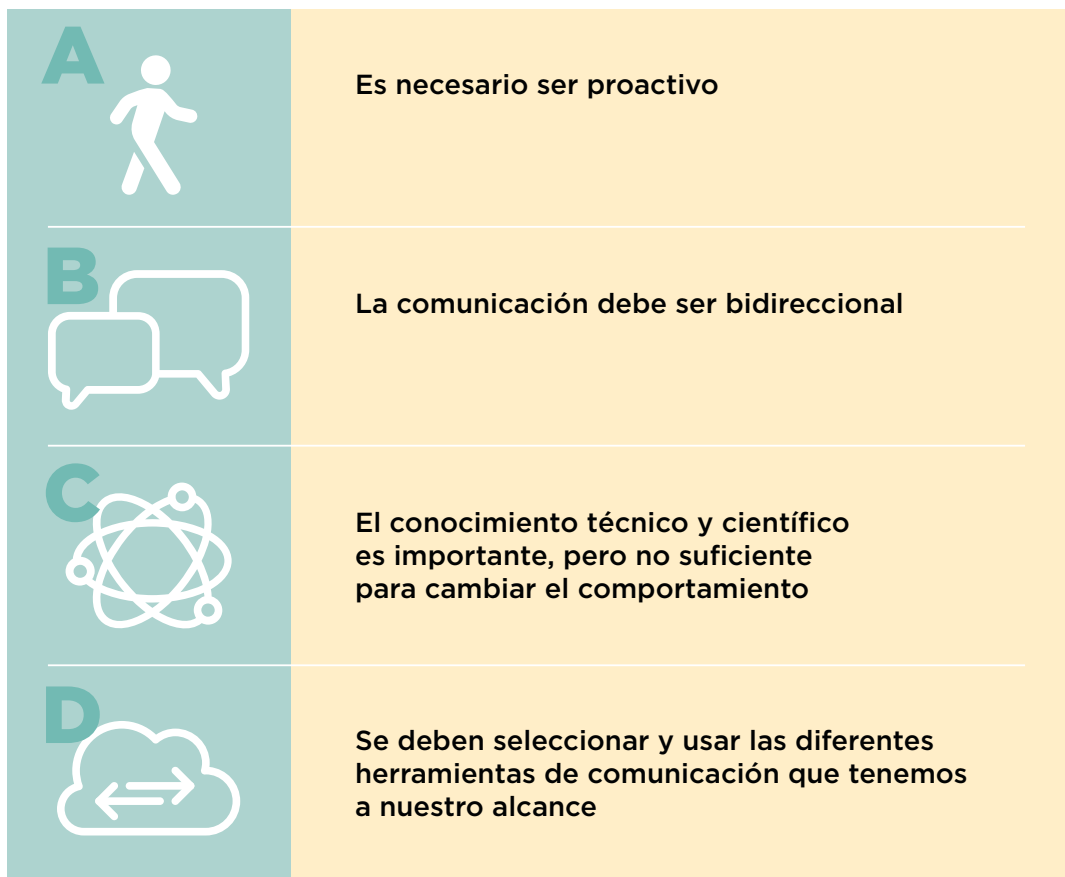 A
Es necesario ser proactivo
B
La comunicación debe ser bidireccional
C
El conocimiento técnico y científico
es importante, pero no suficiente
para cambiar el comportamiento
D
Se deben seleccionar y usar las diferentes
herramientas de comunicación que tenemos
a nuestro alcance